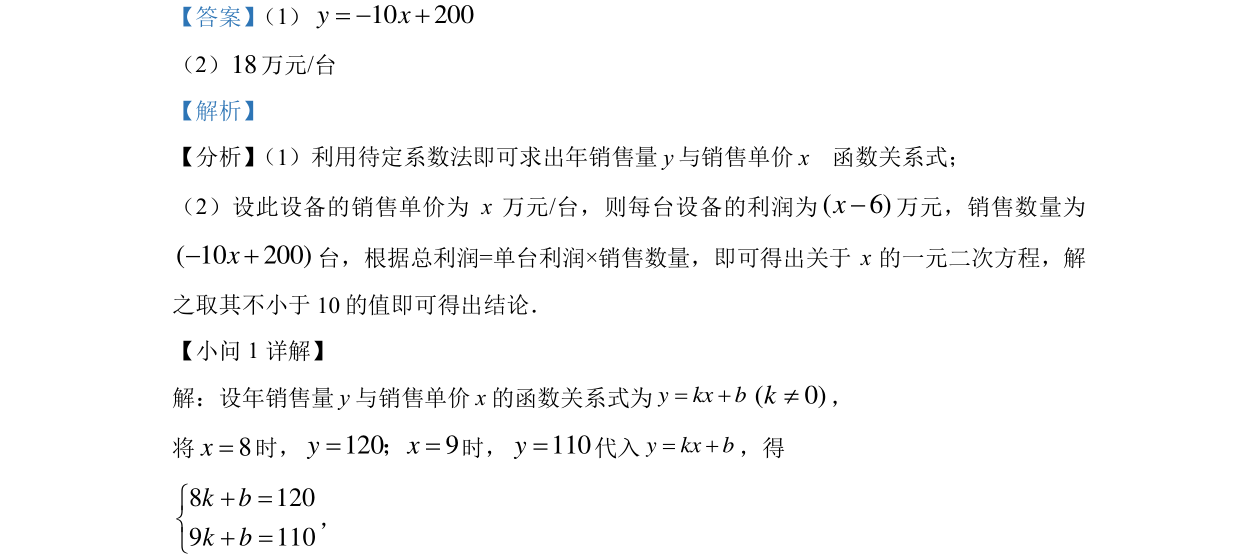 【答案】（1） y＝−10x＋200
（2）18万元/台
【解析】
【分析】（1）利用待定系数法即可求出年销售量 y 与销售单价 x 函数关系式；
（2）设此设备的销售单价为 x 万元/台，则每台设备的利润为 (x－6) 万元，销售数量为
(−10x＋200) 台，根据总利润=单台利润×销售数量，即可得出关于 x 的一元二次方程，解
之取其不小于 10 的值即可得出结论．
【小问 1 详解】
解：设年销售量 y 与销售单价 x 的函数关系式为 y＝kx＋b (k ≠ 0)，
将 x＝8 时， y＝120； x＝9 时， y＝110 代入 y＝kx＋b ，得
{8k＋b＝120
9k＋b＝110，